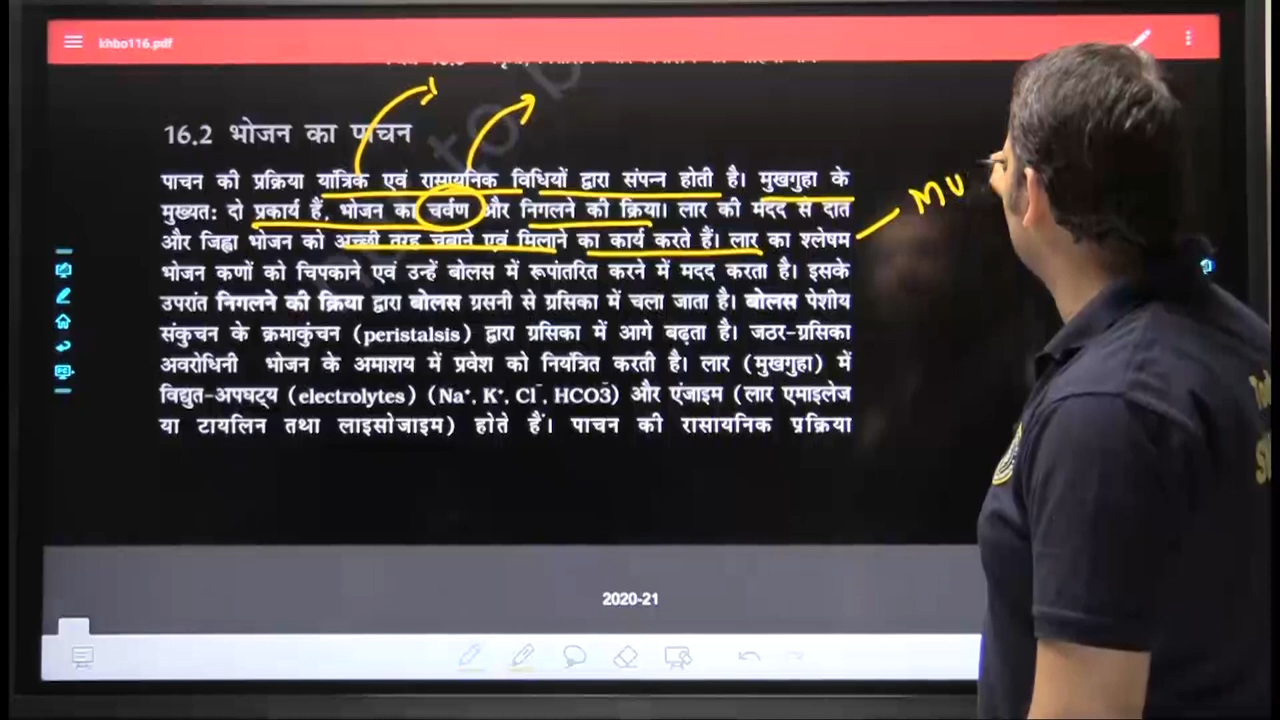 khbo116.pdf
16.2 भोजन का पाचन
पाचन की प्रक्रिया यांत्रिक एवं रासायनिक विधियों द्वारा संपन्न होती है। मुखगुहा के
मुख्यत: दो प्रकार्य हैं, भोजन का चर्वण और निगलने की क्रिया। लार की मदद से दांत
और जिह्वा भोजन को अच्छी तरह चबाने एवं मिलाने का कार्य करते हैं। लार का श्लेषम
MU
भोजन कणों को चिपकाने एवं उन्हें बोलस में रूपांतरित करने में मदद करता है। इसके
उपरांत निगलने की क्रिया द्वारा बोलस ग्रसनी से ग्रसिका में चला जाता है। बोलस पेशीय
संकुचन के क्रमाकुंचन (peristalsis) द्वारा ग्रसिका में आगे बढ़ता है। जठर-ग्रसिका
अवरोधिनी भोजन के अमाशय में प्रवेश को नियंत्रित करती है। लार (मुखगुहा) में
विद्युत-अपघट्य (electrolytes) (Na⁺, K⁺, Cl⁻, HCO3⁻) और एंजाइम (लार एमाइलेज
या टायलिन तथा लाइसोजाइम) होते हैं। पाचन की रासायनिक प्रक्रिया
2020-21